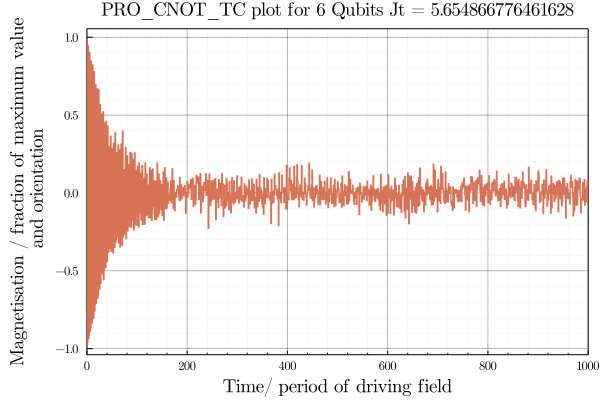 PRO_CNOT_TC plot for 6 Qubits Jt = 5.654866776461628
Magnetisation / fraction of maximum value
and orientation
1.0
0.5
0.0
−0.5
−1.0
0 200 400 600 800 1000
Time/ period of driving field